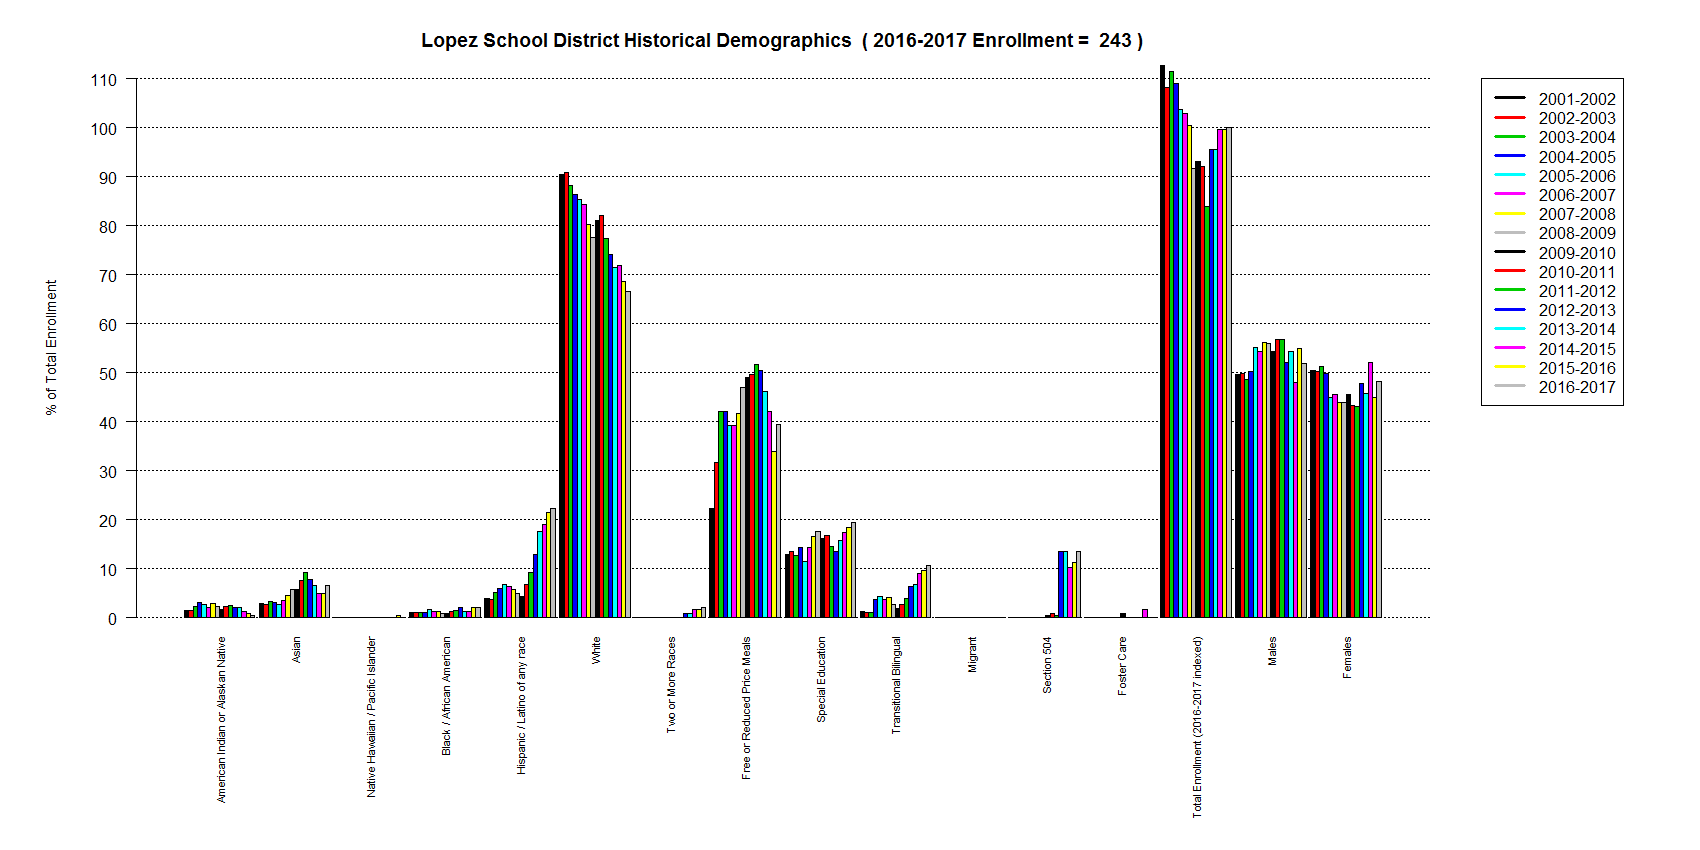 Lopez School District Historical Demographics ( 2016-2017 Enrollment = 243 )
% of Total Enrollment
110
100
90
80
70
60
50
40
30
20
10
0
American Indian or Alaskan Native
Asian
Native Hawaiian / Pacific Islander
Black / African American
Hispanic / Latino of any race
White
Two or More Races
Free or Reduced Price Meals
Special Education
Transitional Bilingual
Migrant
Section 504
Foster Care
Total Enrollment (2016-2017 indexed)
Males
Females
2001-2002
2002-2003
2003-2004
2004-2005
2005-2006
2006-2007
2007-2008
2008-2009
2009-2010
2010-2011
2011-2012
2012-2013
2013-2014
2014-2015
2015-2016
2016-2017